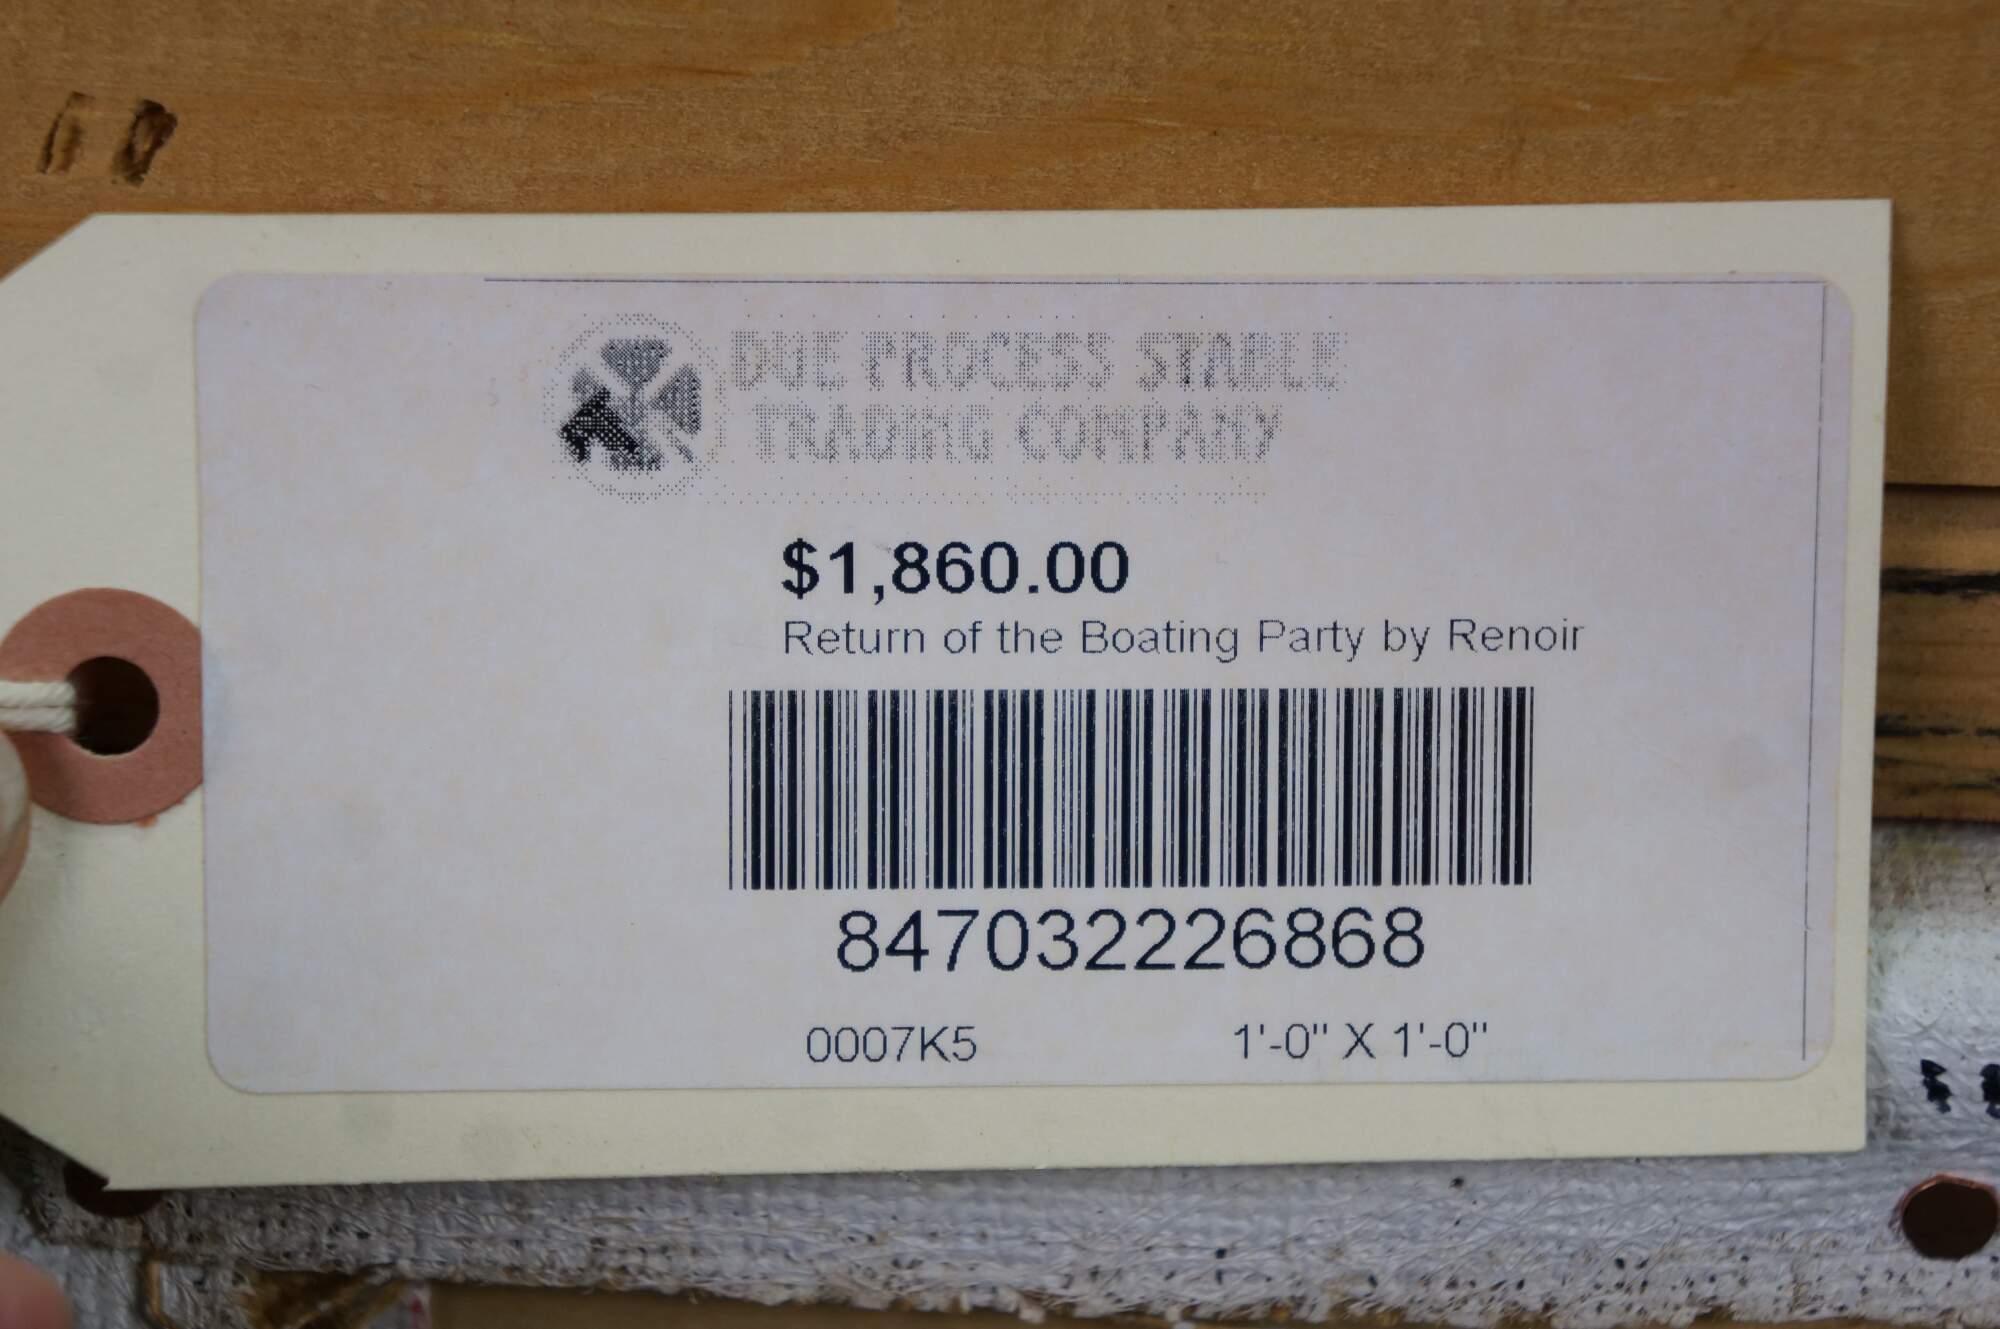 DUE PROCESS STABLE
TRADING COMPANY
$1,860.00
Return of the Boating Party by Renoir
847032226868
0007K5
1'-0" X 1'-0"